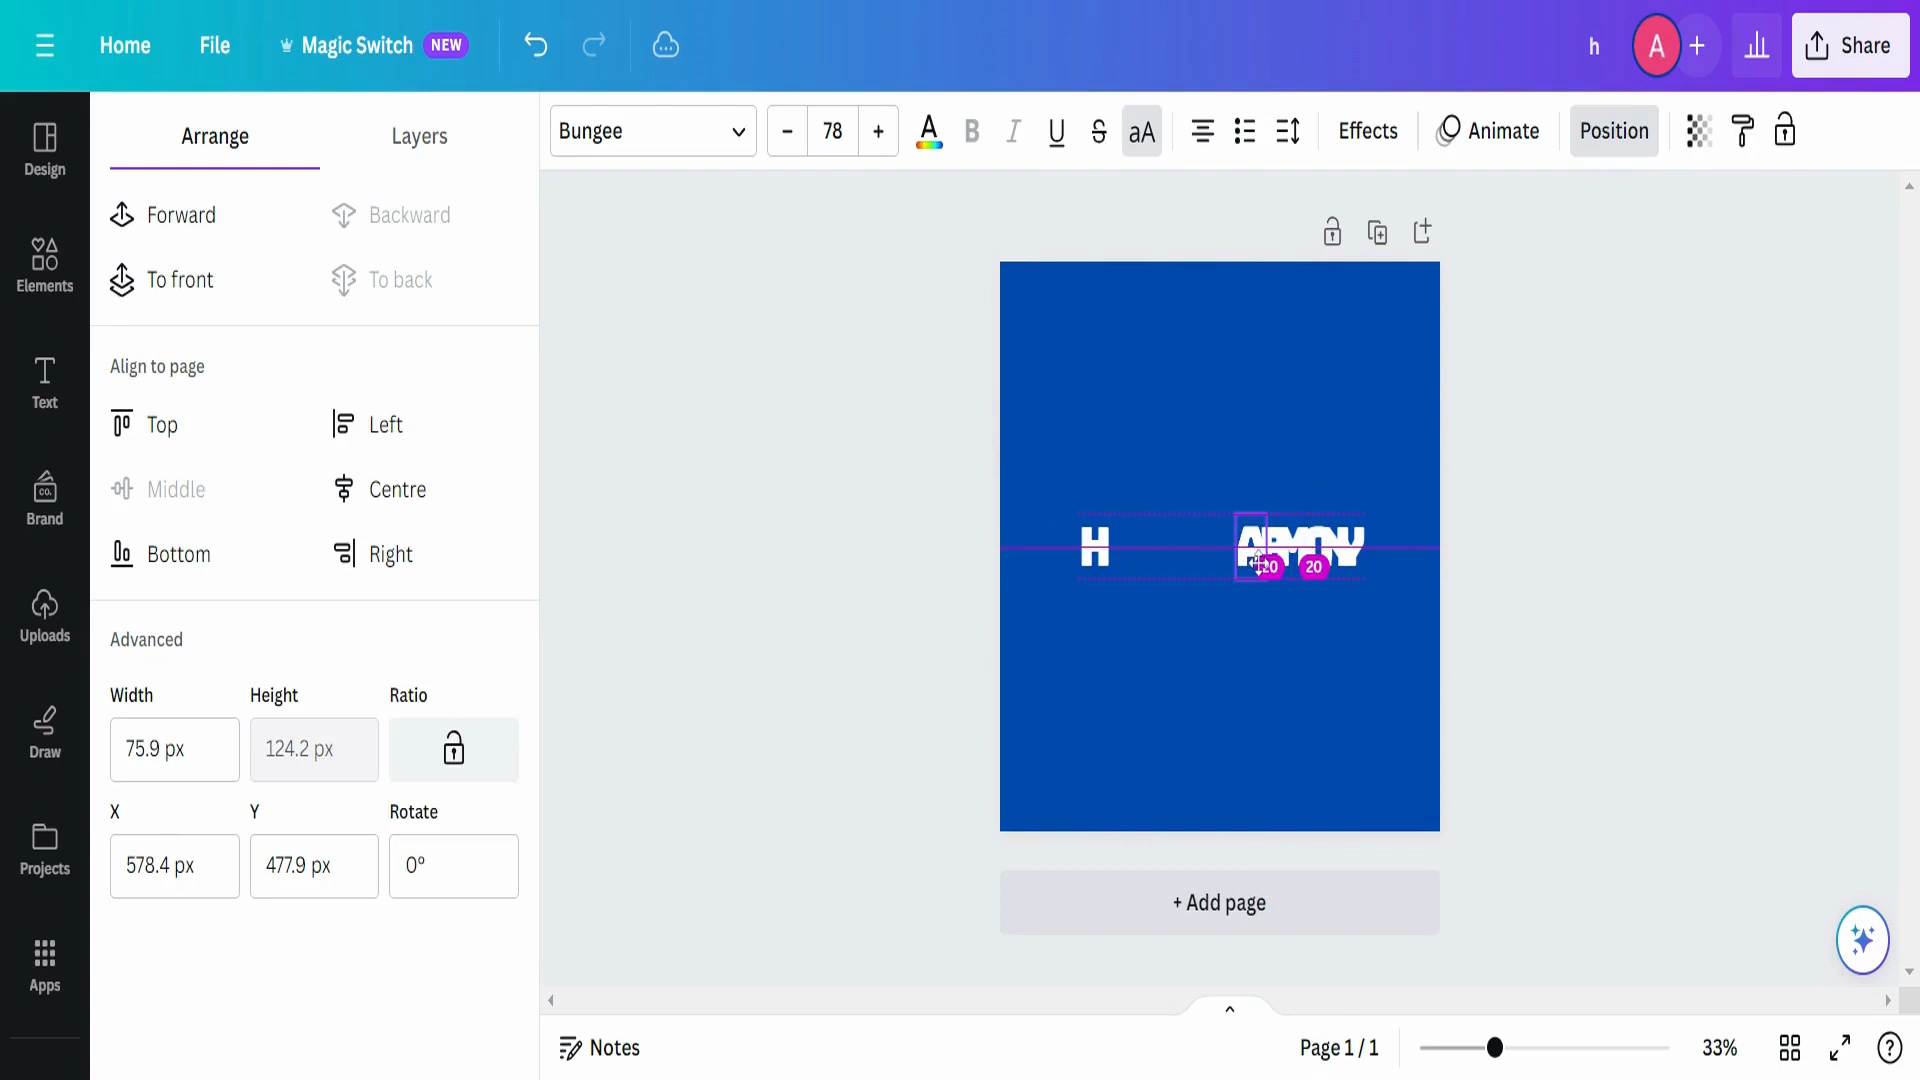 Home File Magic Switch NEW h A + Share
Design
Elements
Text
Brand
CO.
Uploads
Draw
Projects
Apps
Arrange Layers
Forward Backward
To front To back
Align to page
Top Left
Middle Centre
Bottom Right
Advanced
Width Height Ratio
75.9 px 124.2 px
X Y Rotate
578.4 px 477.9 px 0°
Bungee - 78 + A B I U S aA Effects Animate Position
H
20 20
+ Add page
Notes Page 1 / 1 33% ?